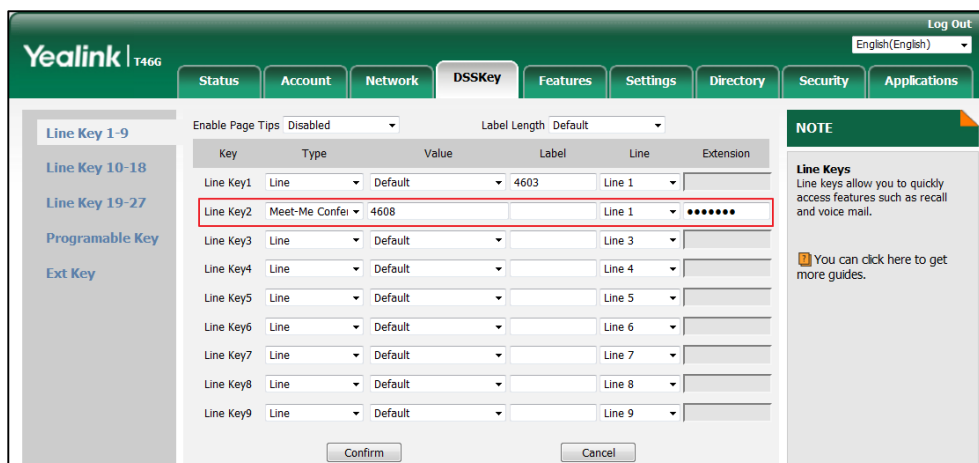 Log Out
Yealink | T46G
English(English)
Status Account Network DSSKey Features Settings Directory Security Applications
Line Key 1-9
Line Key 10-18
Line Key 19-27
Programable Key
Ext Key
Enable Page Tips Disabled Label Length Default
Key Type Value Label Line Extension
Line Key1 Line Default 4603 Line 1
Line Key2 Meet-Me Confer 4608 Line 1 •••••••
Line Key3 Line Default Line 3
Line Key4 Line Default Line 4
Line Key5 Line Default Line 5
Line Key6 Line Default Line 6
Line Key7 Line Default Line 7
Line Key8 Line Default Line 8
Line Key9 Line Default Line 9
Confirm Cancel
NOTE
Line Keys
Line keys allow you to quickly
access features such as recall
and voice mail.
? You can click here to get
more guides.